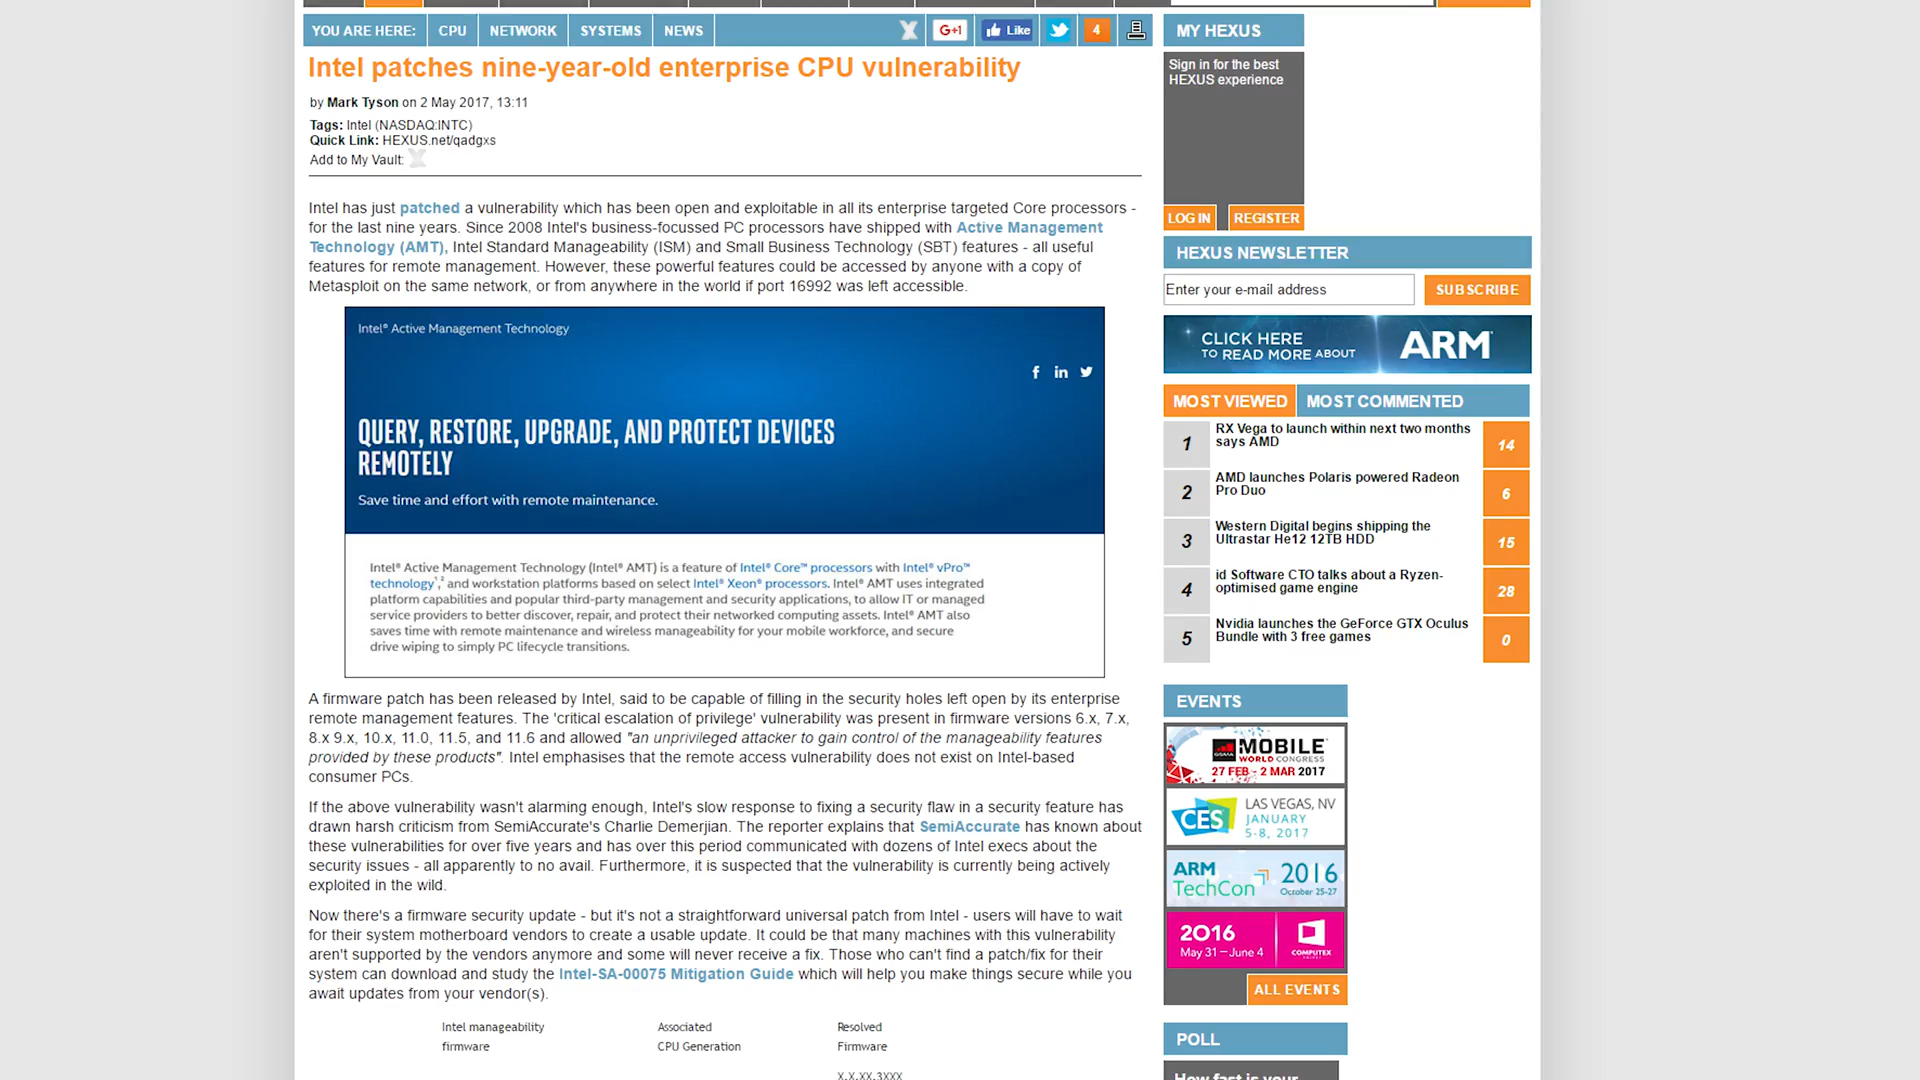 YOU ARE HERE: CPU NETWORK SYSTEMS NEWS
G+1 Like 4
Intel patches nine-year-old enterprise CPU vulnerability
by Mark Tyson on 2 May 2017, 13:11
Tags: Intel (NASDAQ:INTC)
Quick Link: HEXUS.net/qadgxs
Add to My Vault:
Intel has just patched a vulnerability which has been open and exploitable in all its enterprise targeted Core processors -
for the last nine years. Since 2008 Intel's business-focussed PC processors have shipped with Active Management
Technology (AMT), Intel Standard Manageability (ISM) and Small Business Technology (SBT) features - all useful
features for remote management. However, these powerful features could be accessed by anyone with a copy of
Metasploit on the same network, or from anywhere in the world if port 16992 was left accessible.
Intel® Active Management Technology
QUERY, RESTORE, UPGRADE, AND PROTECT DEVICES
REMOTELY
Save time and effort with remote maintenance.
Intel® Active Management Technology (Intel® AMT) is a feature of Intel® Core™ processors with Intel® vPro™
technology¹,² and workstation platforms based on select Intel® Xeon® processors. Intel® AMT uses integrated
platform capabilities and popular third-party management and security applications, to allow IT or managed
service providers to better discover, repair, and protect their networked computing assets. Intel® AMT also
saves time with remote maintenance and wireless manageability for your mobile workforce, and secure
drive wiping to simply PC lifecycle transitions.
A firmware patch has been released by Intel, said to be capable of filling in the security holes left open by its enterprise
remote management features. The 'critical escalation of privilege' vulnerability was present in firmware versions 6.x, 7.x,
8.x 9.x, 10.x, 11.0, 11.5, and 11.6 and allowed "an unprivileged attacker to gain control of the manageability features
provided by these products". Intel emphasises that the remote access vulnerability does not exist on Intel-based
consumer PCs.
If the above vulnerability wasn't alarming enough, Intel's slow response to fixing a security flaw in a security feature has
drawn harsh criticism from SemiAccurate's Charlie Demerjian. The reporter explains that SemiAccurate has known about
these vulnerabilities for over five years and has over this period communicated with dozens of Intel execs about the
security issues - all apparently to no avail. Furthermore, it is suspected that the vulnerability is currently being actively
exploited in the wild.
Now there's a firmware security update - but it's not a straightforward universal patch from Intel - users will have to wait
for their system motherboard vendors to create a usable update. It could be that many machines with this vulnerability
aren't supported by the vendors anymore and some will never receive a fix. Those who can't find a patch/fix for their
system can download and study the Intel-SA-00075 Mitigation Guide which will help you make things secure while you
await updates from your vendor(s).
Intel manageability Associated Resolved
firmware CPU Generation Firmware
X.X.XX.3XXX
MY HEXUS
Sign in for the best
HEXUS experience
LOG IN REGISTER
HEXUS NEWSLETTER
Enter your e-mail address SUBSCRIBE
CLICK HERE
TO READ MORE ABOUT ARM
MOST VIEWED MOST COMMENTED
1 RX Vega to launch within next two months 14
says AMD
2 AMD launches Polaris powered Radeon 6
Pro Duo
3 Western Digital begins shipping the 15
Ultrastar He12 12TB HDD
4 id Software CTO talks about a Ryzen- 28
optimised game engine
5 Nvidia launches the GeForce GTX Oculus 0
Bundle with 3 free games
EVENTS
GSMA MOBILE
WORLD CONGRESS
27 FEB - 2 MAR 2017
CES LAS VEGAS, NV
JANUARY
5-8, 2017
ARM 2016
TechCon October 25-27
2016
May 31 – June 4 COMPUTEX
ALL EVENTS
POLL
How fast is your